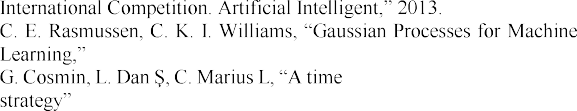 International Competition. Artificial Intelligent,” 2013.
C. E. Rasmussen, C. K. I. Williams, “Gaussian Processes for Machine
Learning,”
G. Cosmin, L. Dan Ș, C. Marius L, “A time
strategy”